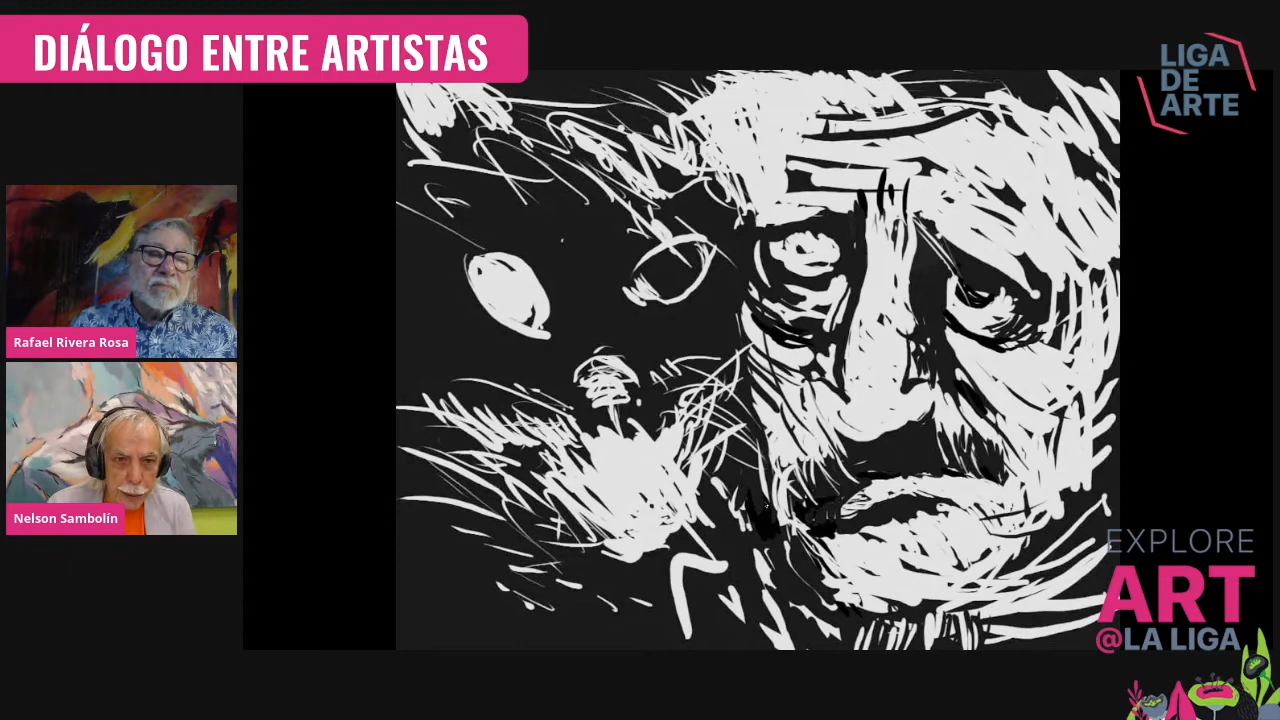 DIÁLOGO ENTRE ARTISTAS
LIGA
DE
ARTE
Rafael Rivera Rosa
Nelson Sambolín
EXPLORE
ART
@LA LIGA